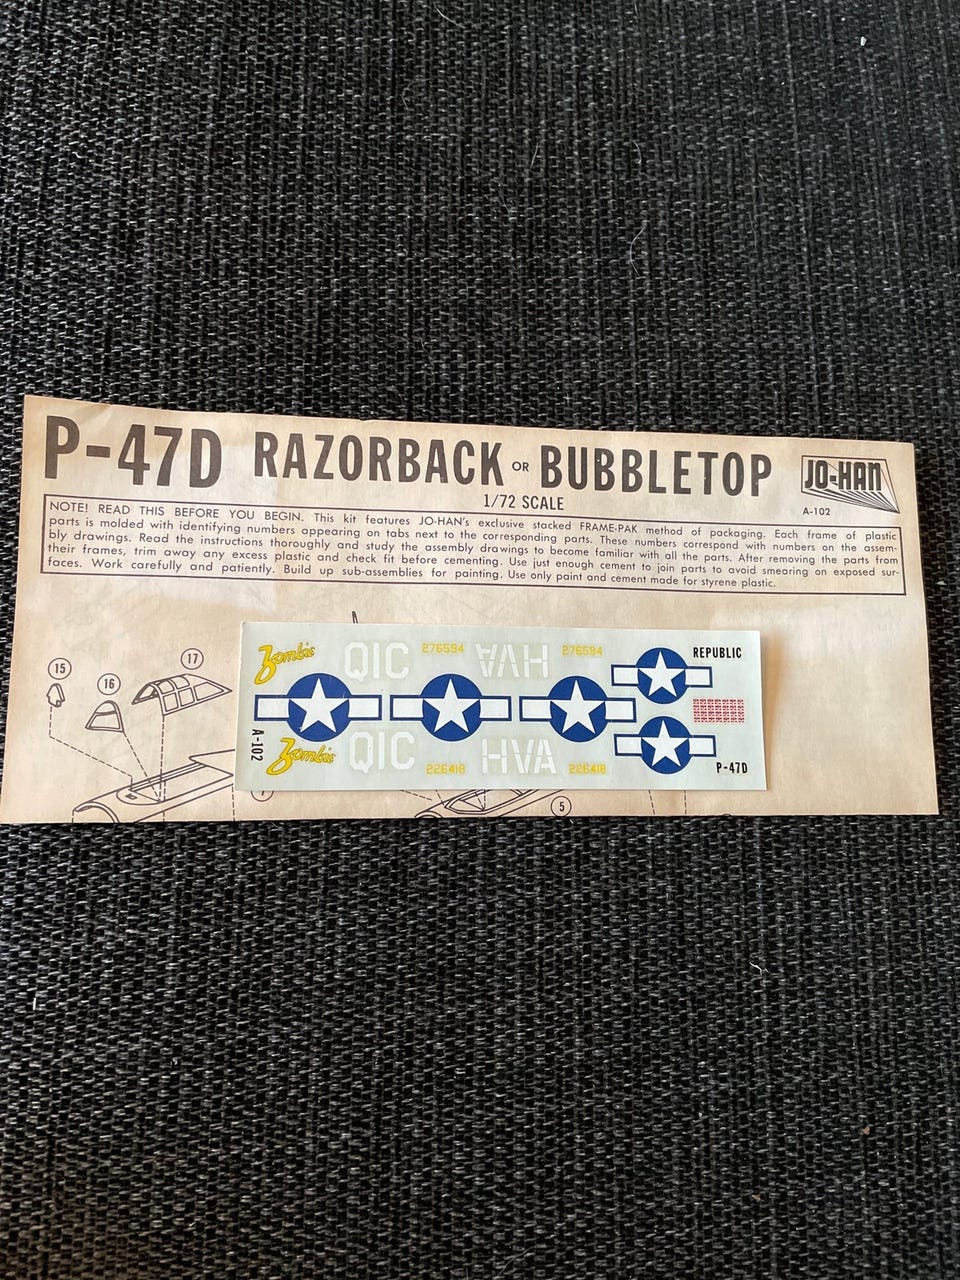 P-47D RAZORBACK OR BUBBLETOP
1/72 SCALE
JO-HAN
A-102
NOTE! READ THIS BEFORE YOU BEGIN. This kit features JO-HAN's exclusive stacked FRAME-PAK method of packaging. Each frame of plastic
parts is molded with identifying numbers appearing on tabs next to the corresponding parts. These numbers correspond with numbers on the assem-
bly drawings. Read the instructions thoroughly and study the assembly drawings to become familiar with all the parts. After removing the parts from
their frames, trim away any excess plastic and check fit before cementing. Use just enough cement to join parts to avoid smearing on exposed sur-
faces. Work carefully and patiently. Build up sub-assemblies for painting. Use only paint and cement made for styrene plastic.
15
16
17
Zombie QIC 276594 HVA 276594 REPUBLIC
A-102
Zombie QIC 226418 HVA 226418 P-47D
5